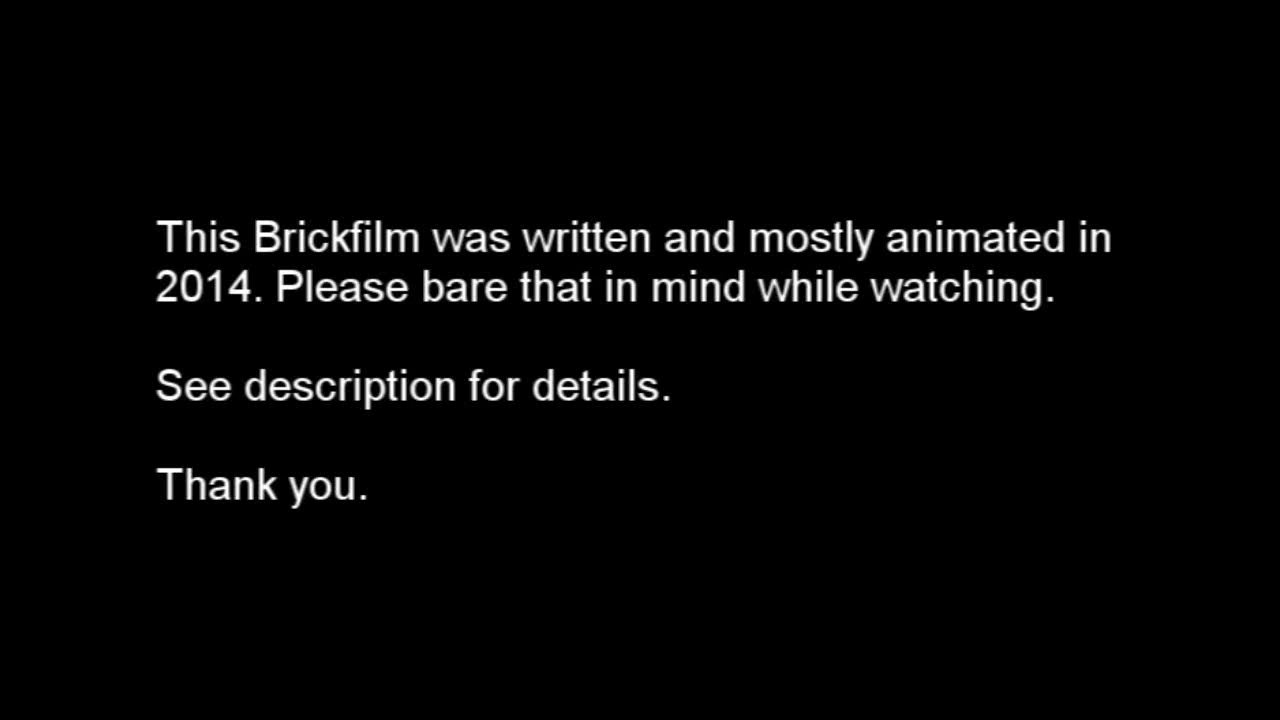 This Brickfilm was written and mostly animated in
2014. Please bare that in mind while watching.
See description for details.
Thank you.